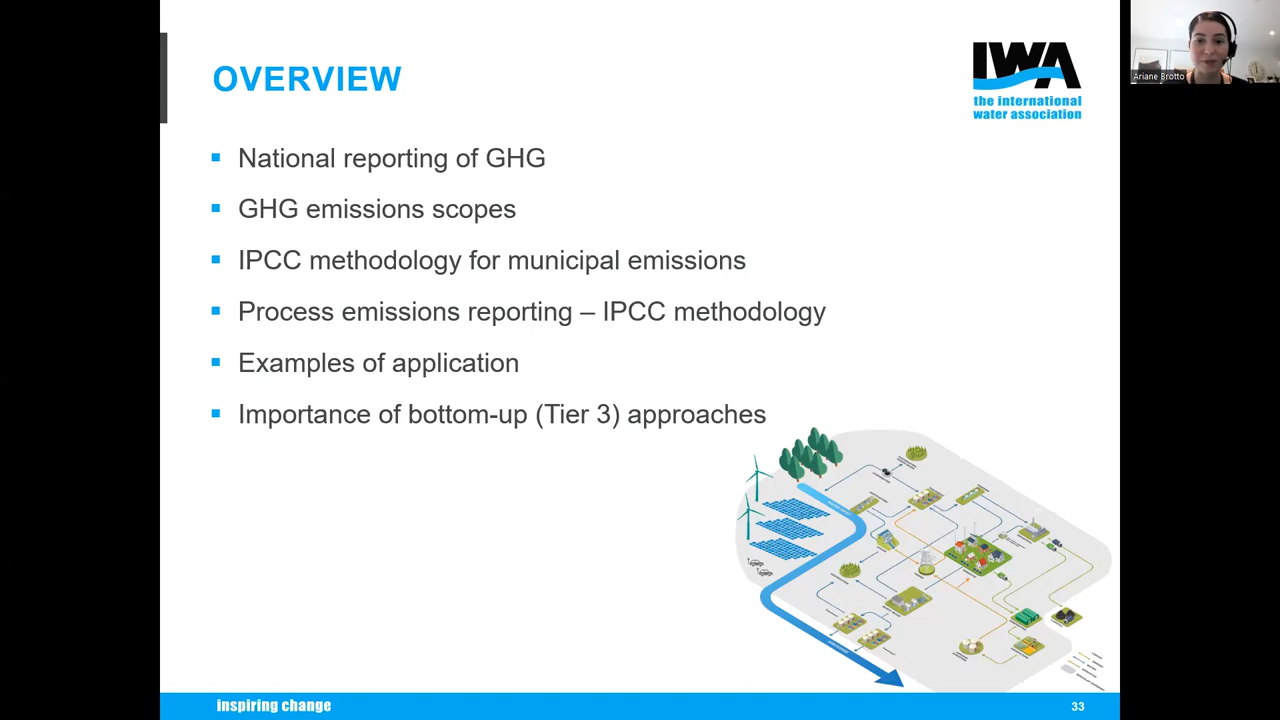 OVERVIEW
IWA
the international
water association
Ariane Brotto
National reporting of GHG
GHG emissions scopes
IPCC methodology for municipal emissions
Process emissions reporting – IPCC methodology
Examples of application
Importance of bottom-up (Tier 3) approaches
inspiring change
33